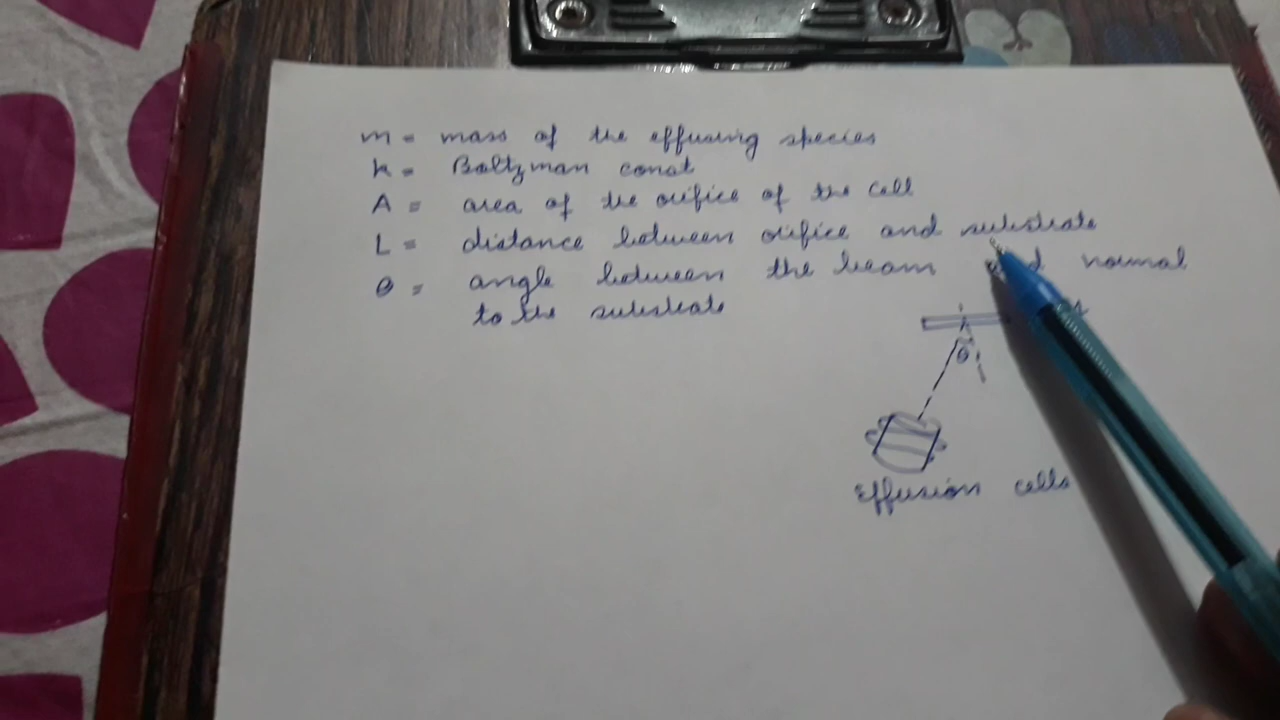 m = mass of the effusing species
k = Boltzman const
A = area of the orifice of the cell
L = distance between orifice and substrate
θ = angle between the beam and normal
to the substrate
θ
Effusion cells